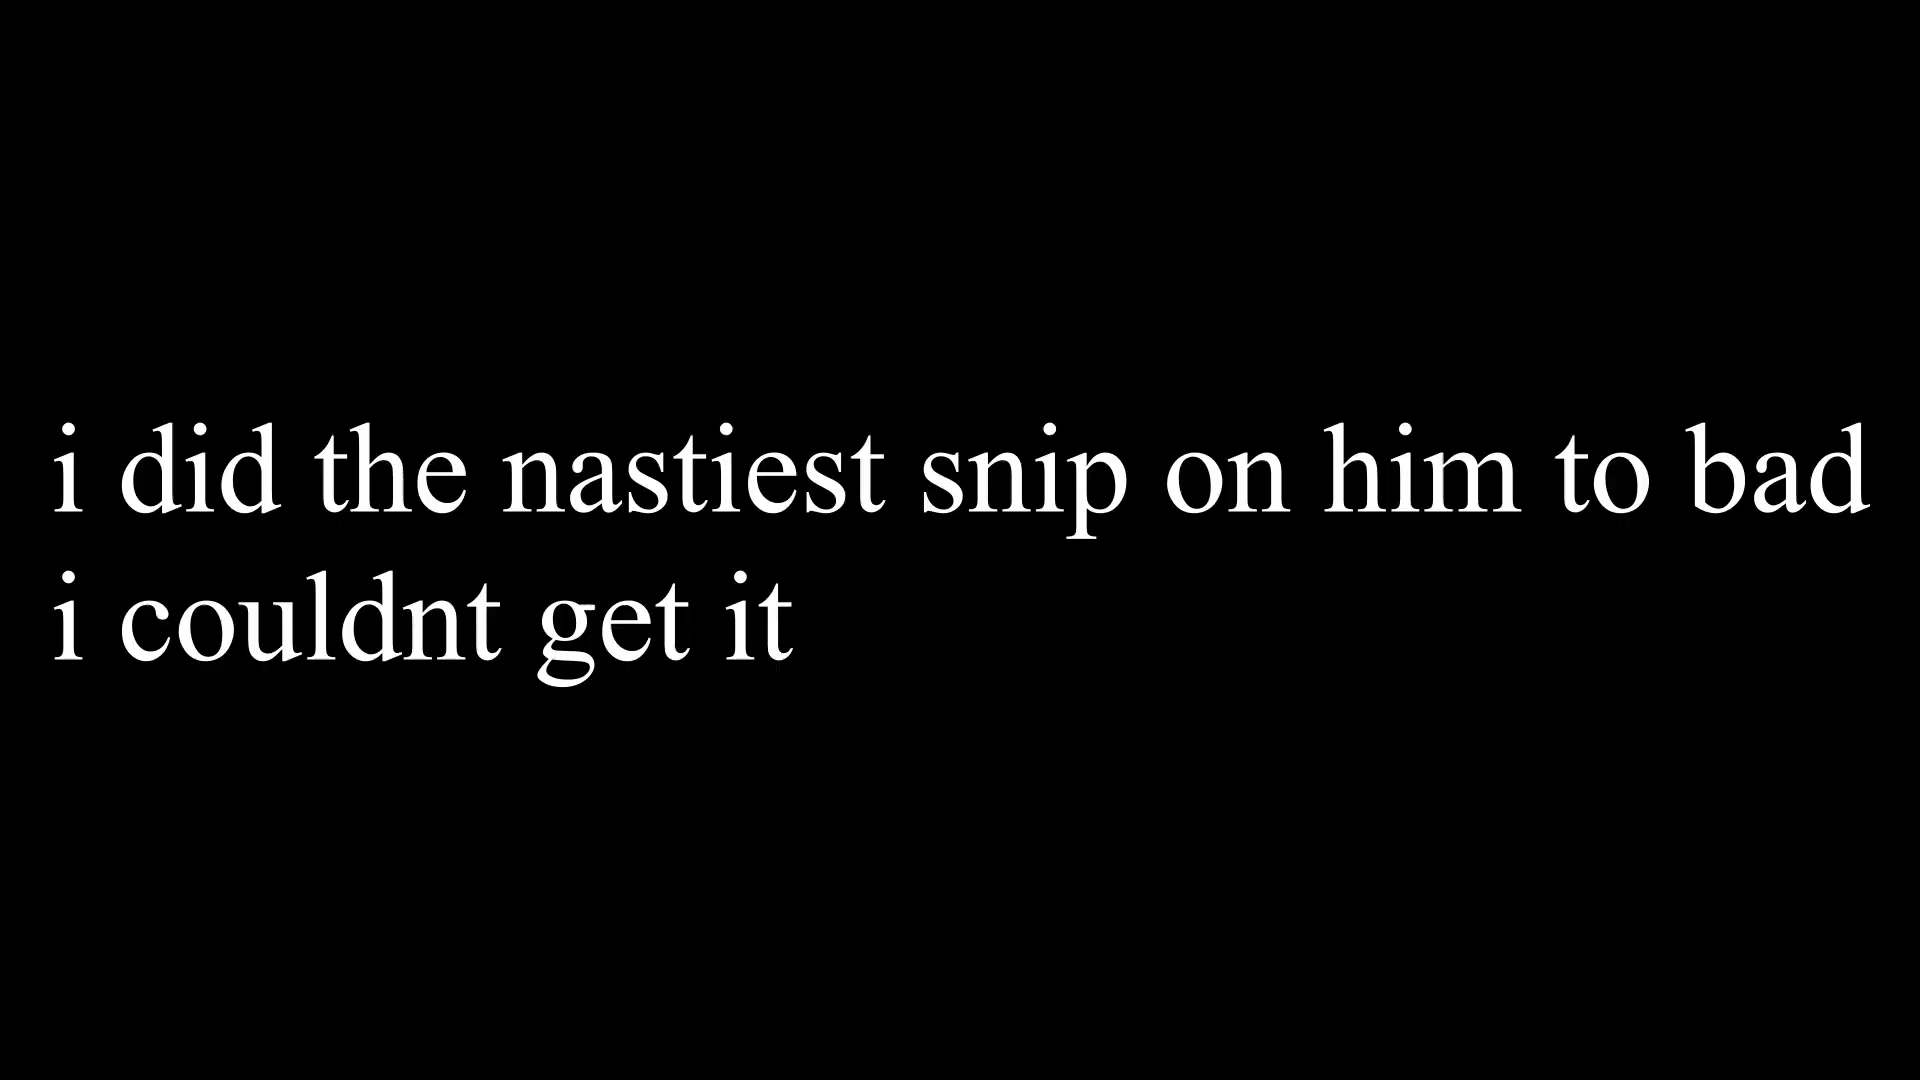 i did the nastiest snip on him to bad
i couldnt get it